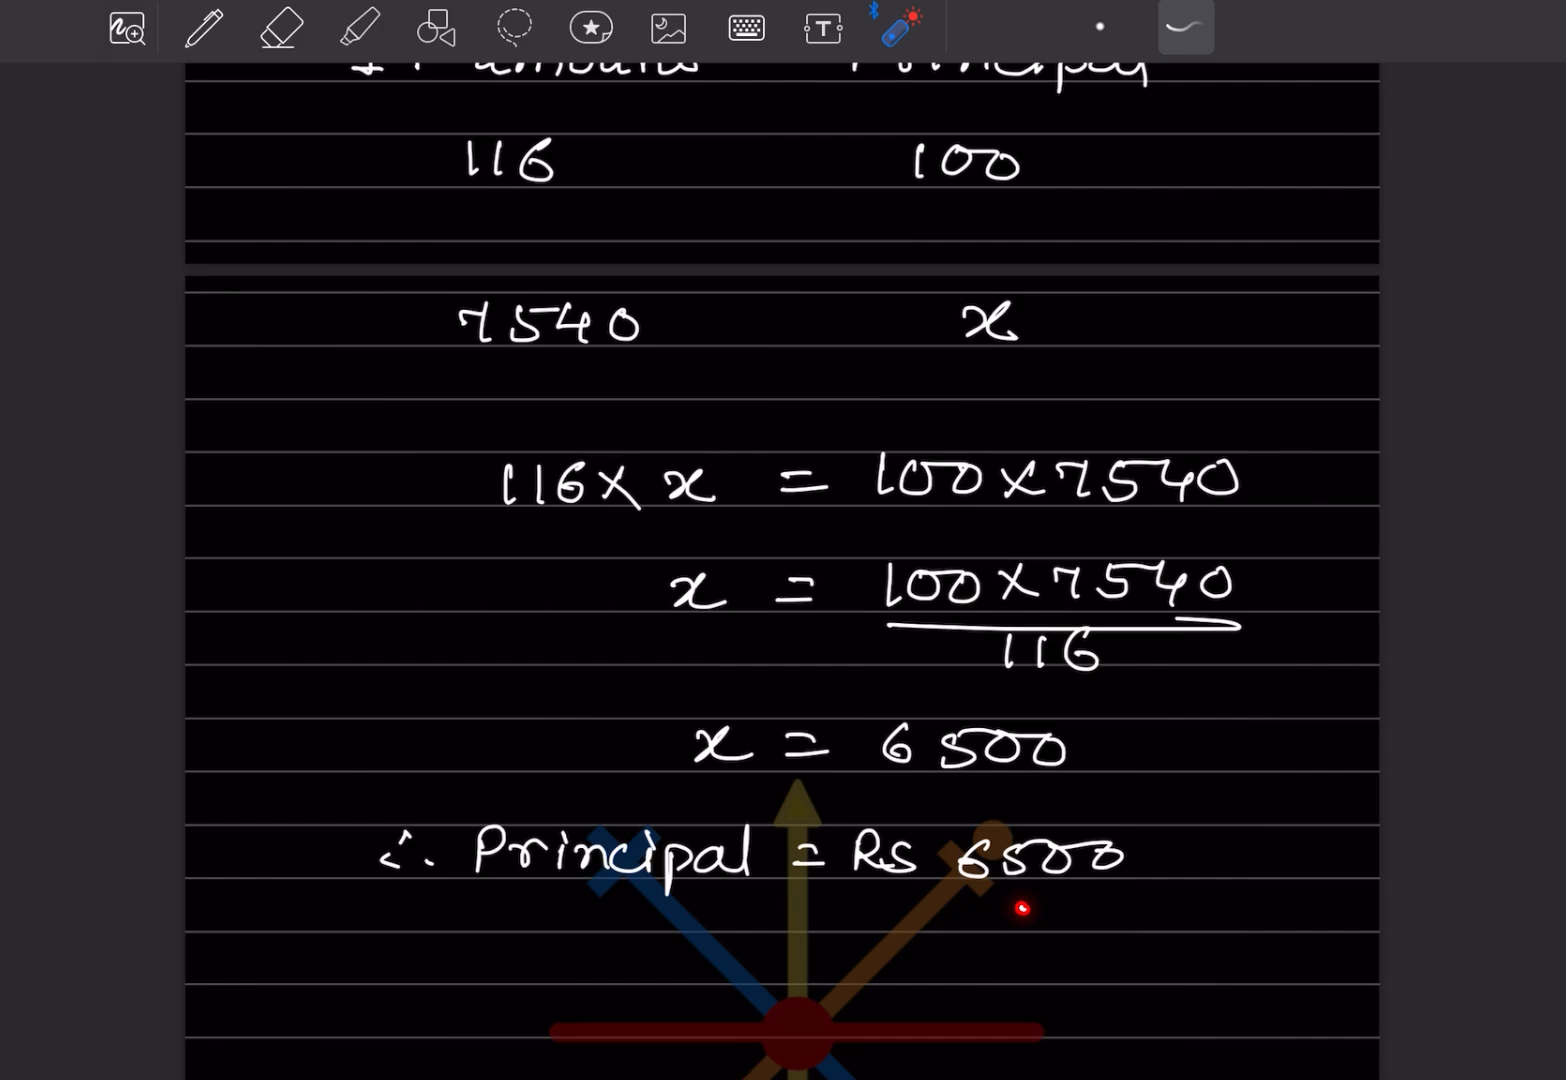 116 100
7540 x
116 × x = 100 × 7540
x = 100 × 7540
116
x = 6500
∴ Principal = Rs 6500